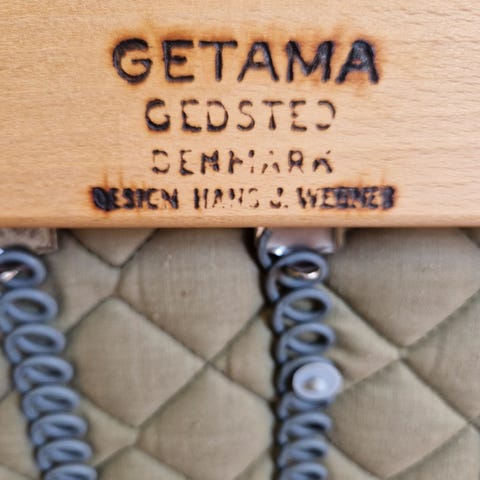 GETAMA
GEDSTED
DENMARK
DESIGN HANS J. WEGNER